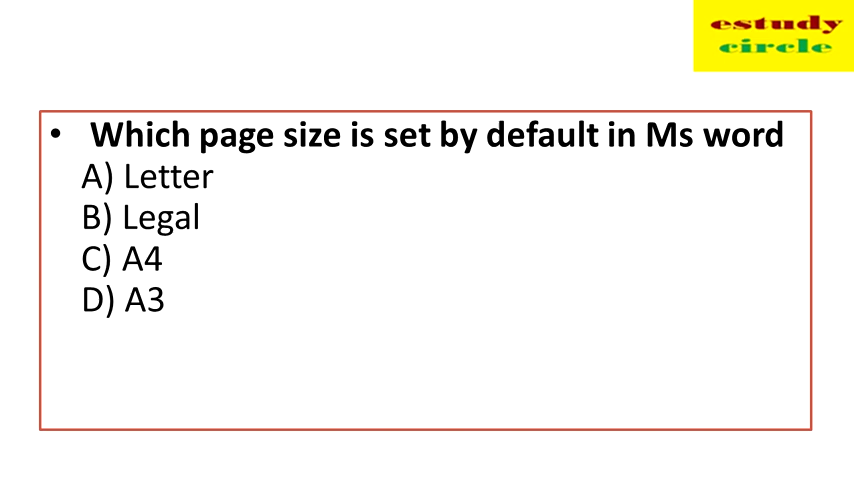 estudy
circle
• Which page size is set by default in Ms word
A) Letter
B) Legal
C) A4
D) A3